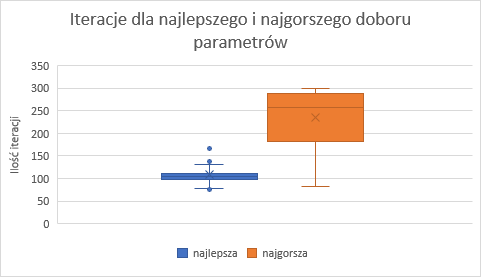 Iteracje dla najlepszego i najgorszego doboru
parametrów
350
300
250
200
150
100
50
0
Ilość iteracji
najlepsza
najgorsza